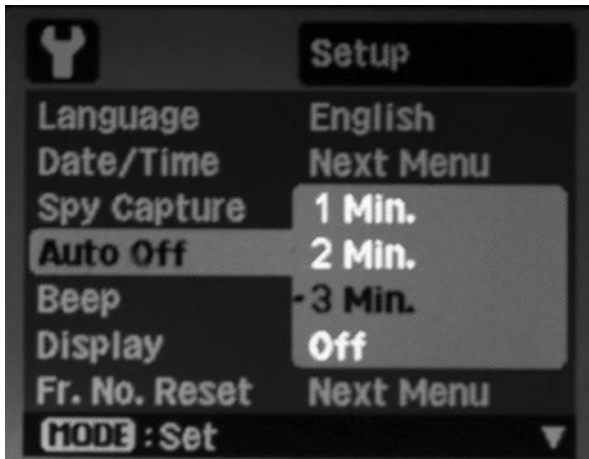 Setup
Language English
Date/Time Next Menu
Spy Capture 1 Min.
Auto Off 2 Min.
Beep 3 Min.
Display Off
Fr. No. Reset Next Menu
MODE :Set